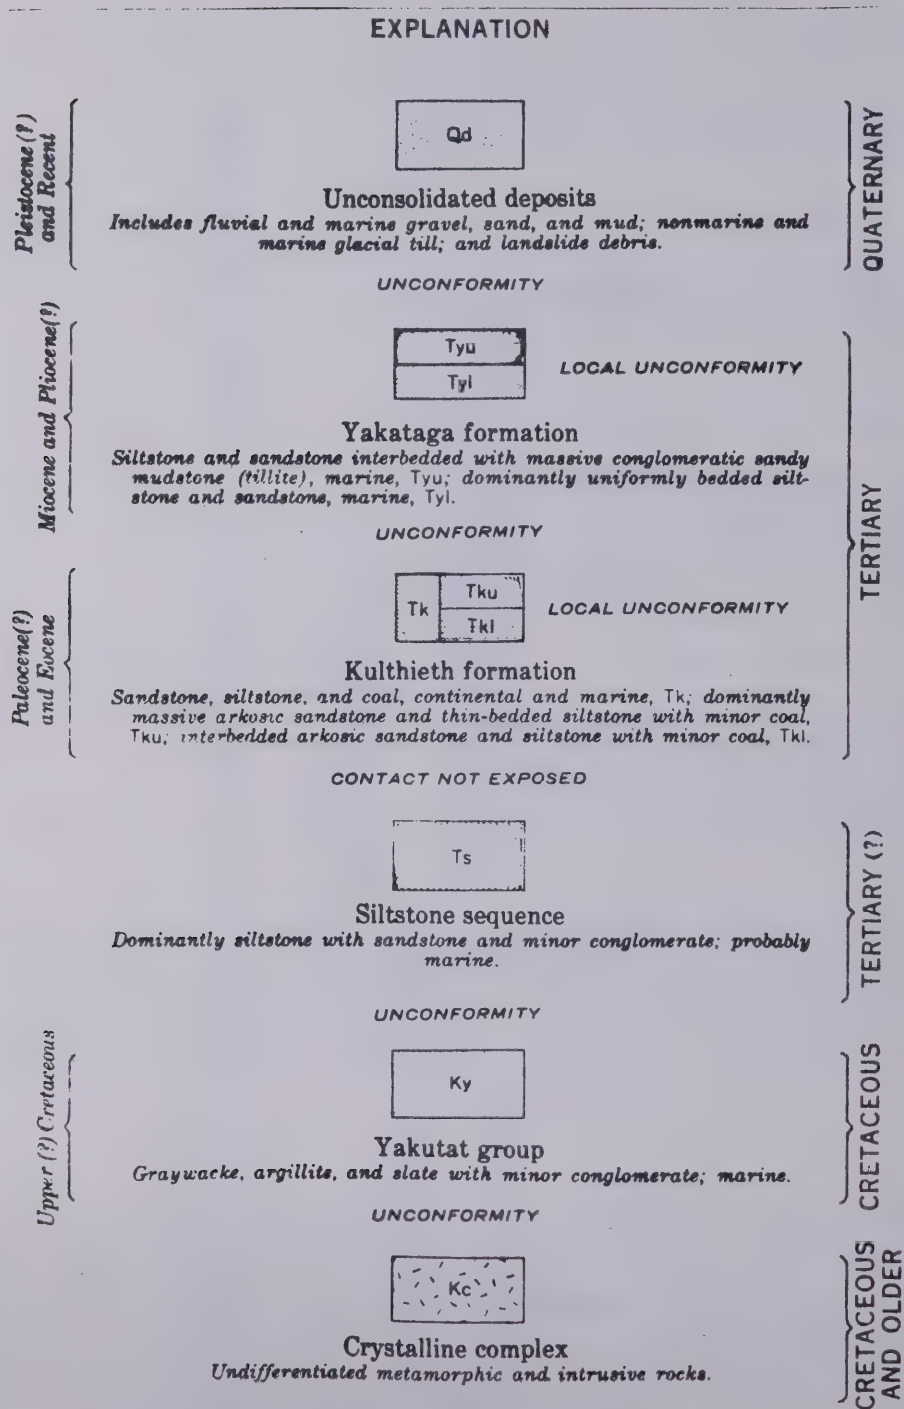 EXPLANATION
Pleistocene (?)
and Recent
Qd
QUATERNARY
Unconsolidated deposits
Includes fluvial and marine gravel, sand, and mud; nonmarine and
marine glacial till; and landslide debris.
UNCONFORMITY
Miocene and Pliocene(?)
Tyu
Tyl
LOCAL UNCONFORMITY
TERTIARY
Yakataga formation
Siltstone and sandstone interbedded with massive conglomeratic sandy
mudstone (tillite), marine, Tyu; dominantly uniformly bedded silt-
stone and sandstone, marine, Tyl.
UNCONFORMITY
Paleocene(?)
and Eocene
Tk
Tku
Tkl
LOCAL UNCONFORMITY
Kulthieth formation
Sandstone, siltstone, and coal, continental and marine, Tk; dominantly
massive arkosic sandstone and thin-bedded siltstone with minor coal,
Tku; interbedded arkosic sandstone and siltstone with minor coal, Tkl.
CONTACT NOT EXPOSED
Ts
TERTIARY (?)
Siltstone sequence
Dominantly siltstone with sandstone and minor conglomerate; probably
marine.
UNCONFORMITY
Upper (?) Cretaceous
Ky
CRETACEOUS
Yakutat group
Graywacke, argillite, and slate with minor conglomerate; marine.
UNCONFORMITY
Kc
CRETACEOUS
AND OLDER
Crystalline complex
Undifferentiated metamorphic and intrusive rocks.